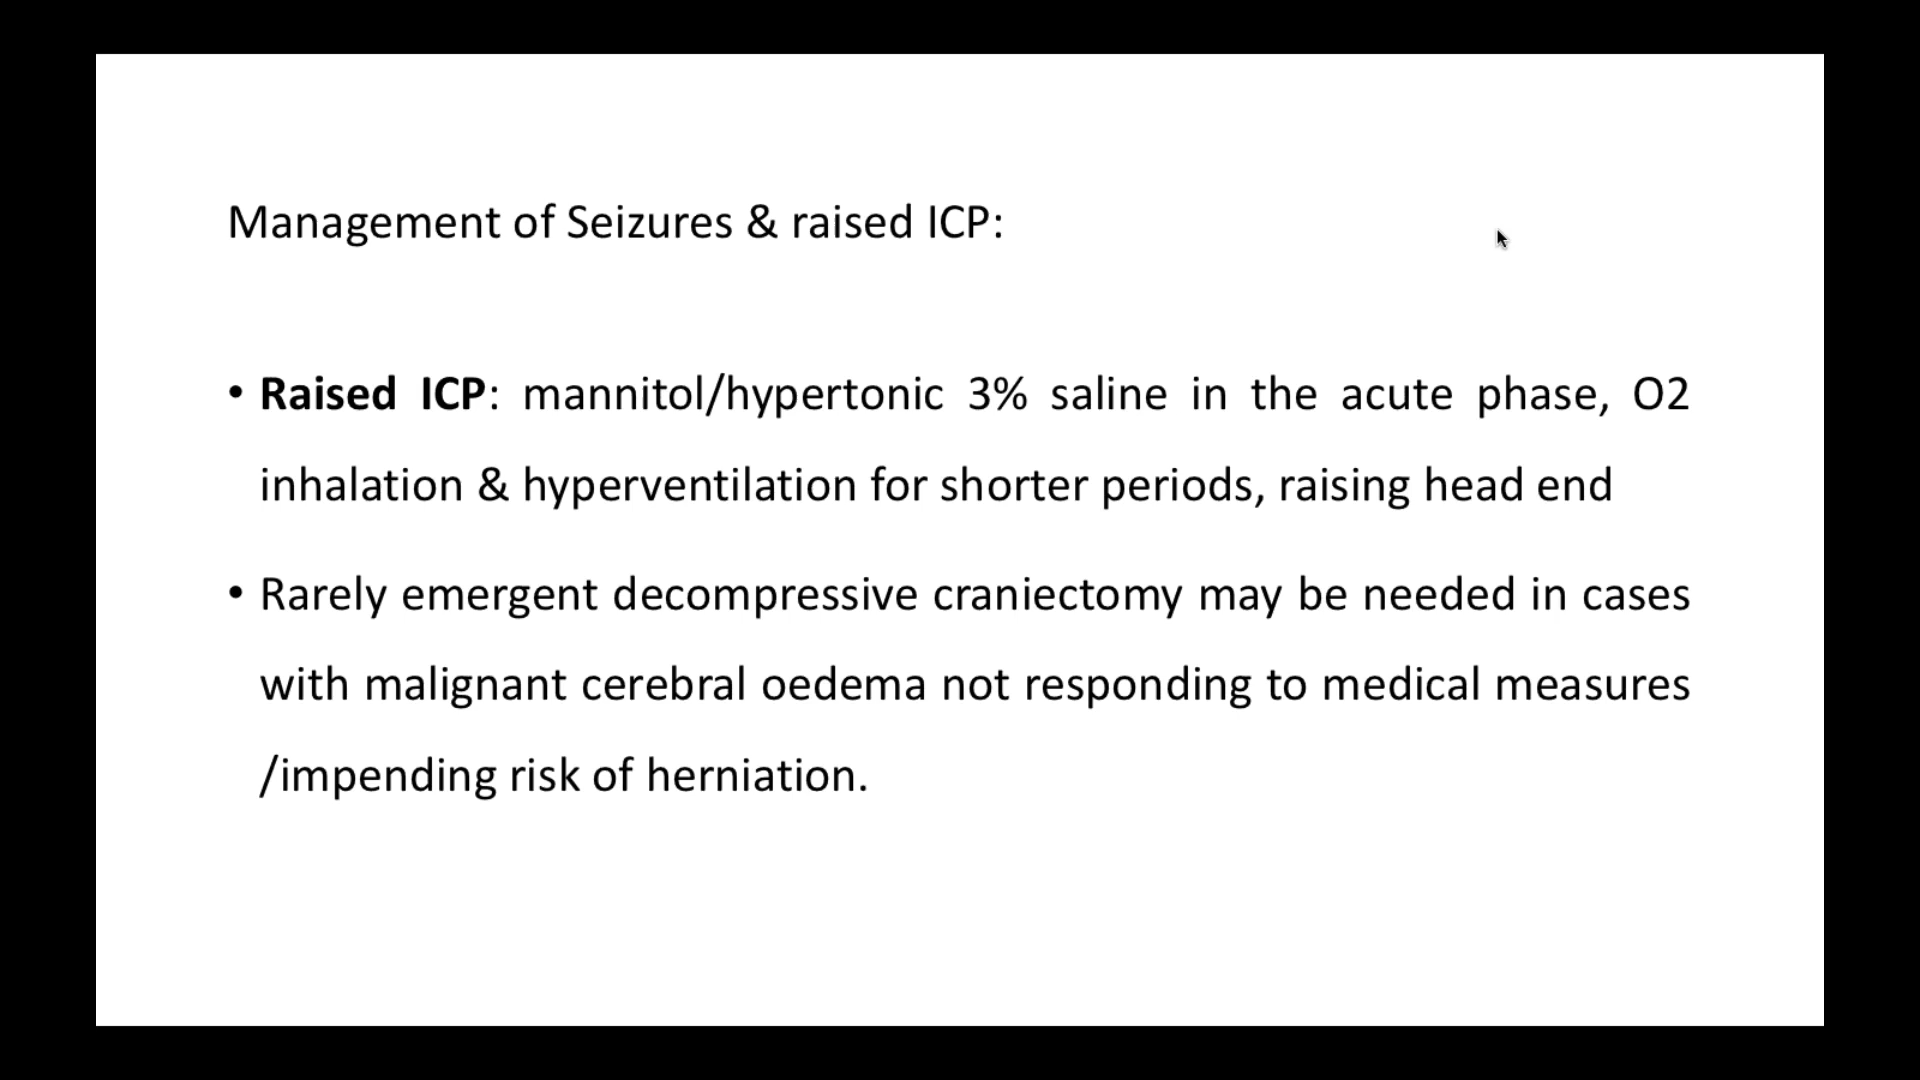 Management of Seizures & raised ICP:
• Raised ICP: mannitol/hypertonic 3% saline in the acute phase, O2
inhalation & hyperventilation for shorter periods, raising head end
• Rarely emergent decompressive craniectomy may be needed in cases
with malignant cerebral oedema not responding to medical measures
/impending risk of herniation.